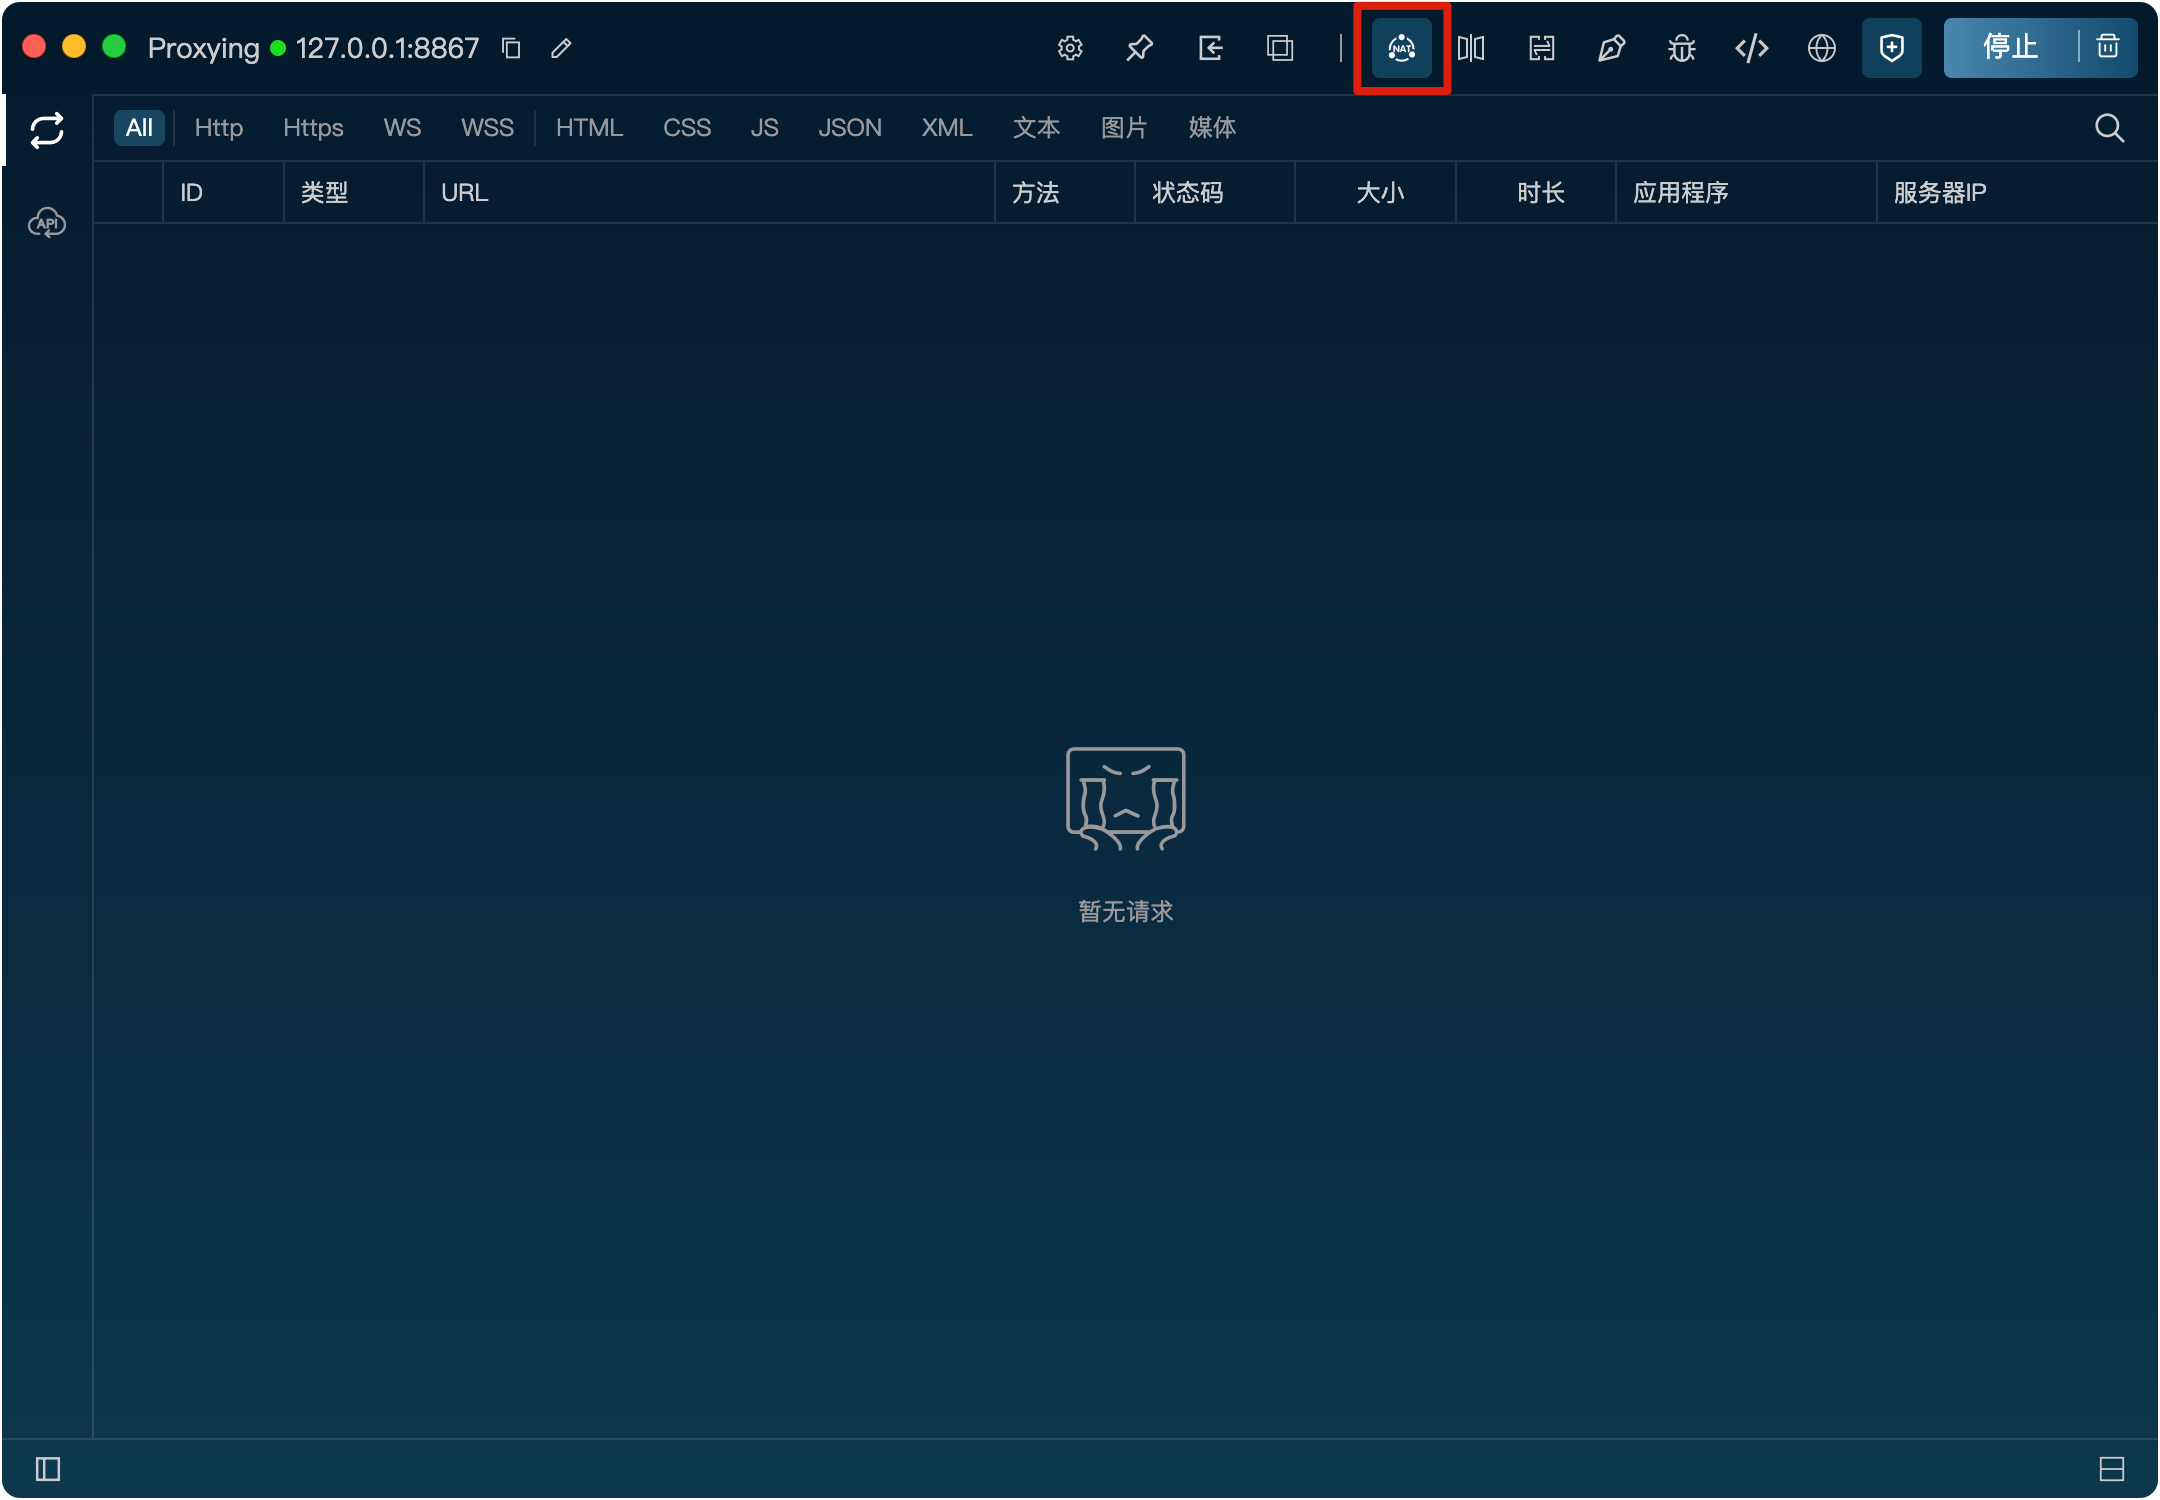 Proxying 127.0.0.1:8867 NAT 停止
All Http Https WS WSS HTML CSS JS JSON XML 文本 图片 媒体
API
ID 类型 URL 方法 状态码 大小 时长 应用程序 服务器IP
暂无请求